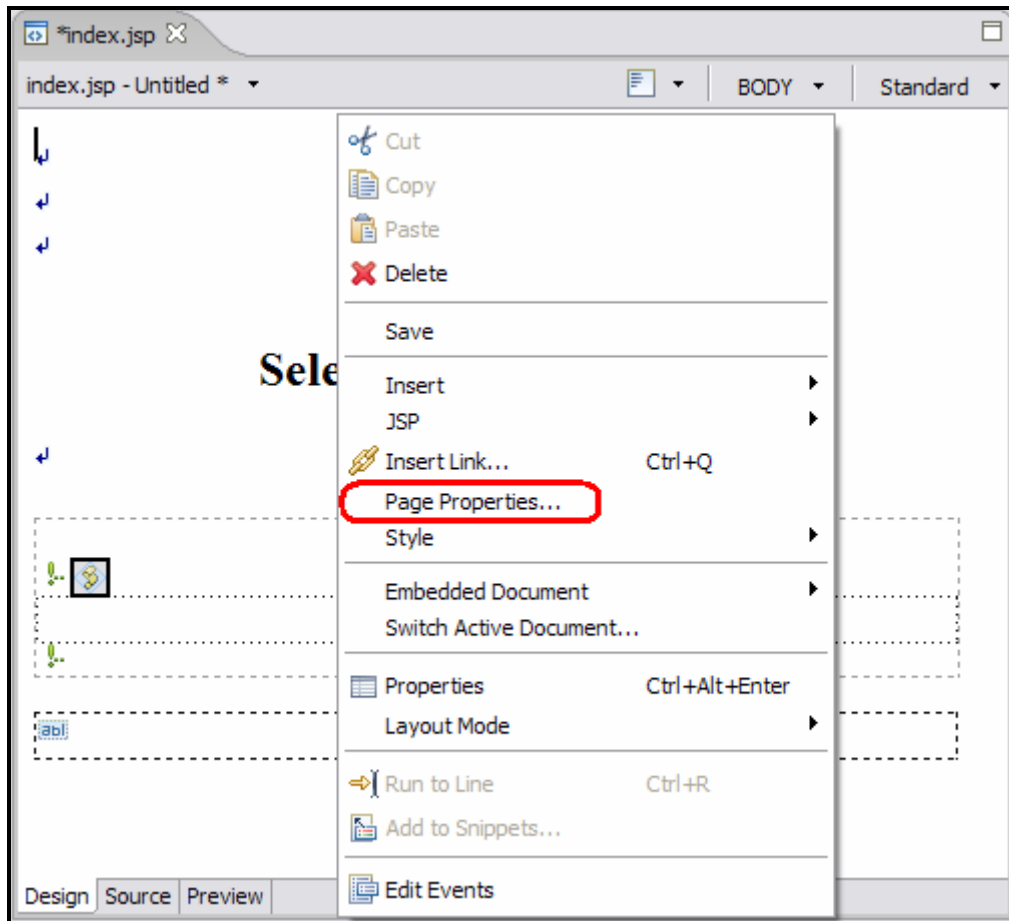 *index.jsp
index.jsp - Untitled *
BODY
Standard
Cut
Copy
Paste
Delete
Save
Sele
Insert
JSP
Insert Link... Ctrl+Q
Page Properties...
Style
Embedded Document
Switch Active Document...
Properties Ctrl+Alt+Enter
abl
Layout Mode
Run to Line Ctrl+R
Add to Snippets...
Edit Events
Design Source Preview